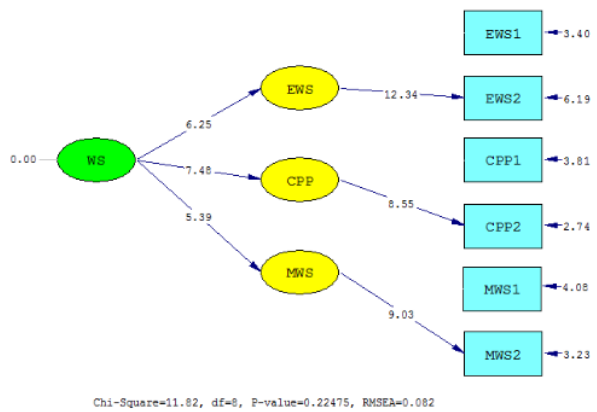 EWS1
3.40
EWS
6.25
12.34
EWS2
6.19
0.00
WS
7.48
CPP
CPP1
3.81
8.55
5.39
CPP2
2.74
MWS
MWS1
4.08
9.03
MWS2
3.23
Chi-Square=11.82, df=8, P-value=0.22475, RMSEA=0.082